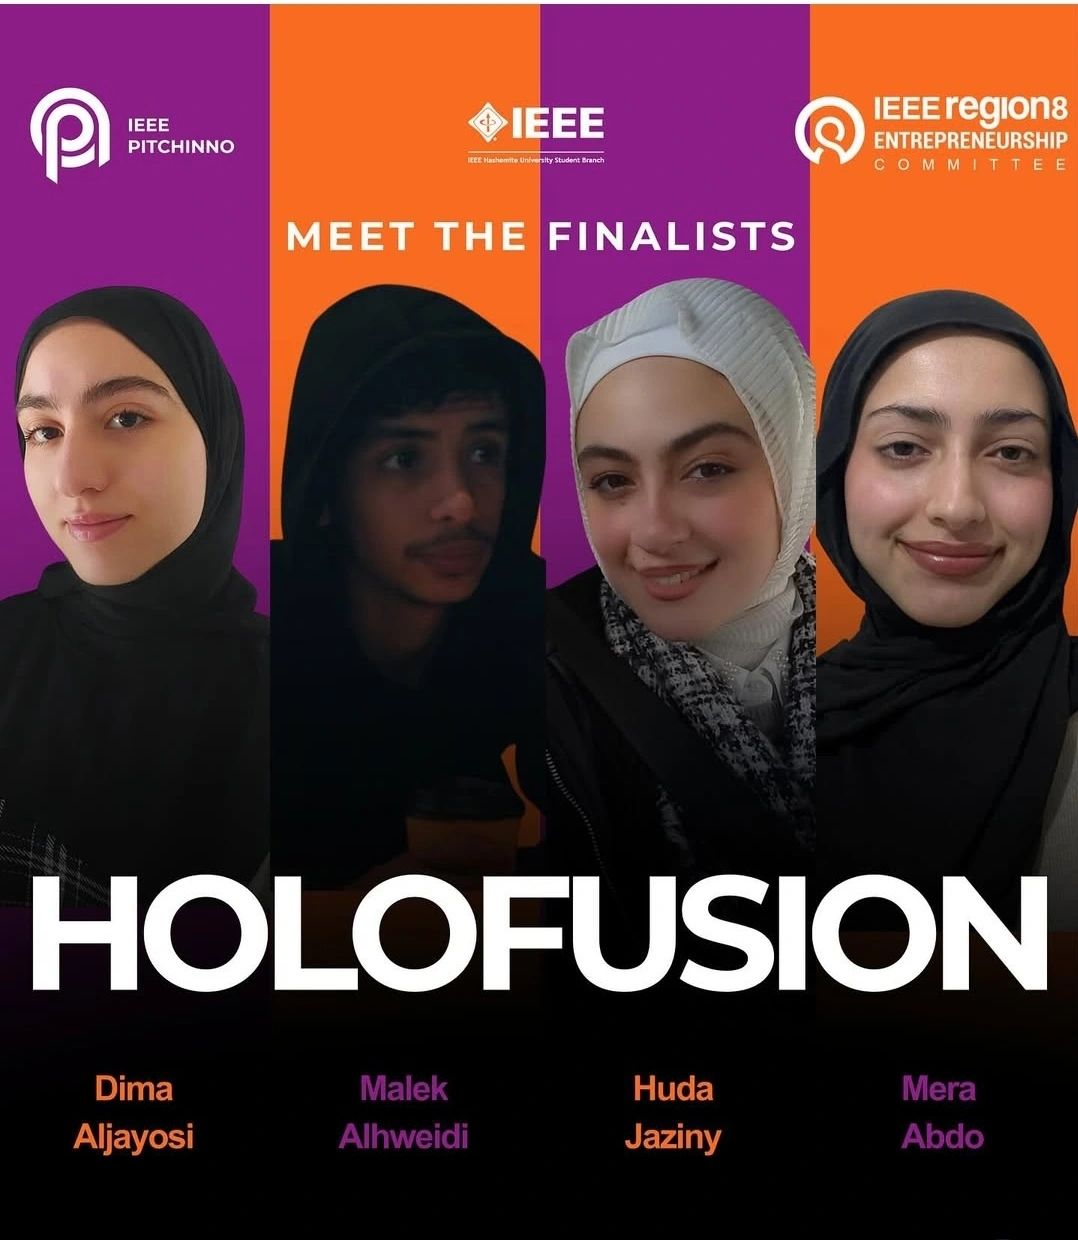 IEEE
PITCHINNO
IEEE
IEEE Hashemite University Student Branch
IEEE region8
ENTREPRENEURSHIP
COMMITTEE
MEET THE FINALISTS
HOLOFUSION
Dima
Aljayosi
Malek
Alhweidi
Huda
Jaziny
Mera
Abdo